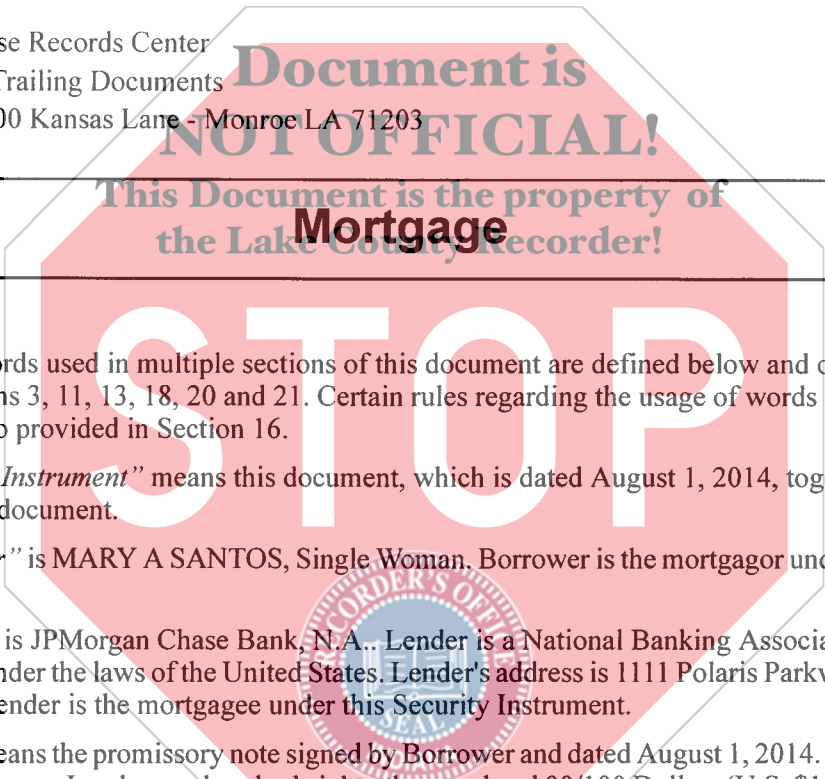 se Records Center
Trailing Documents
00 Kansas Lane - Monroe LA 71203
Document is
NOT OFFICIAL!
This Document is the property of
the Lake County Recorder!
Mortgage
STOP
rds used in multiple sections of this document are defined below and
ns 3, 11, 13, 18, 20 and 21. Certain rules regarding the usage of words
o provided in Section 16.
Instrument” means this document, which is dated August 1, 2014, tog
document.
r” is MARY A SANTOS, Single Woman. Borrower is the mortgagor und
is JPMorgan Chase Bank, N.A.. Lender is a National Banking Associa
nder the laws of the United States. Lender's address is 1111 Polaris Parkw
ender is the mortgagee under this Security Instrument.
eans the promissory note signed by Borrower and dated August 1, 2014.
RECORDER'S OFFICE
SEAL